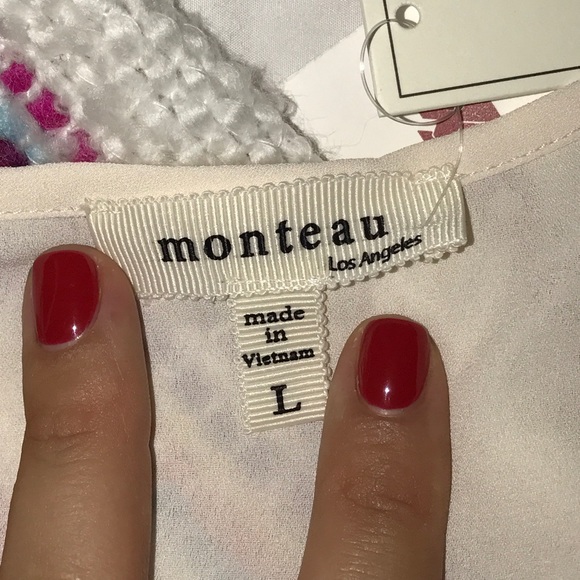 monteau
Los Angeles
made
in
Vietnam
L